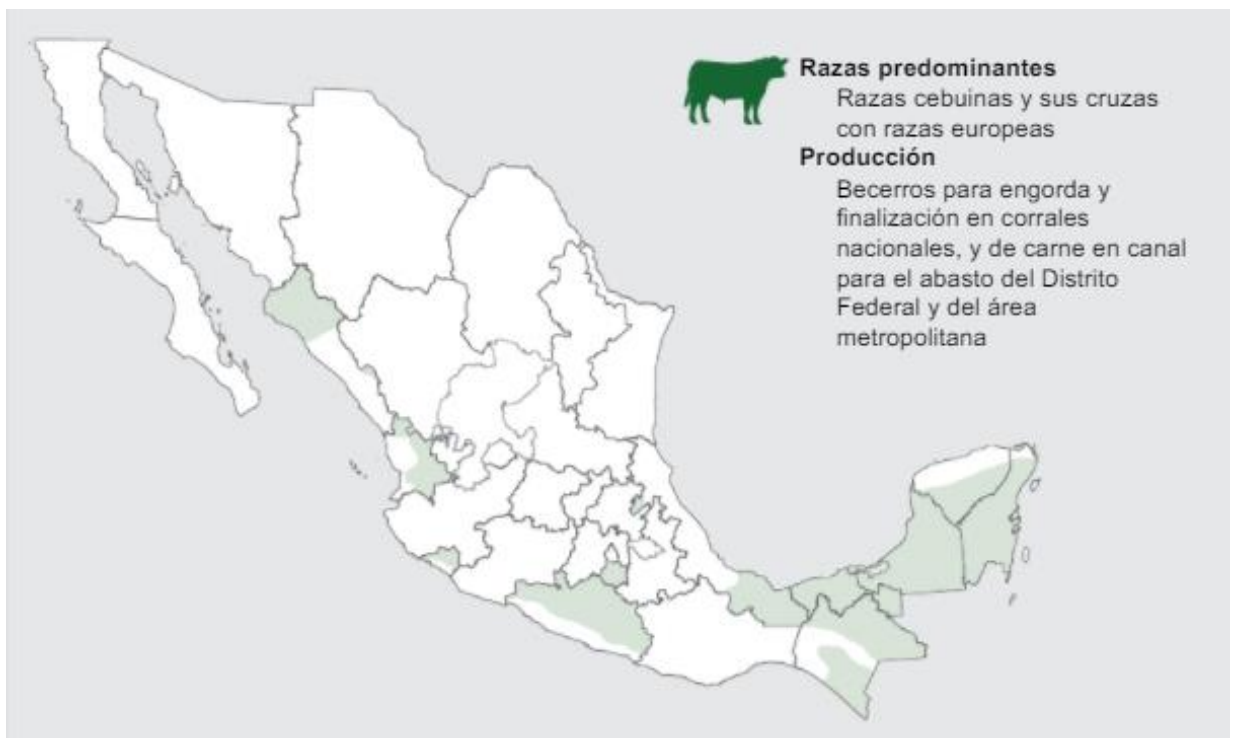 Razas predominantes
Razas cebuinas y sus cruzas
con razas europeas
Producción
Becerros para engorda y
finalización en corrales
nacionales, y de carne en canal
para el abasto del Distrito
Federal y del área
metropolitana